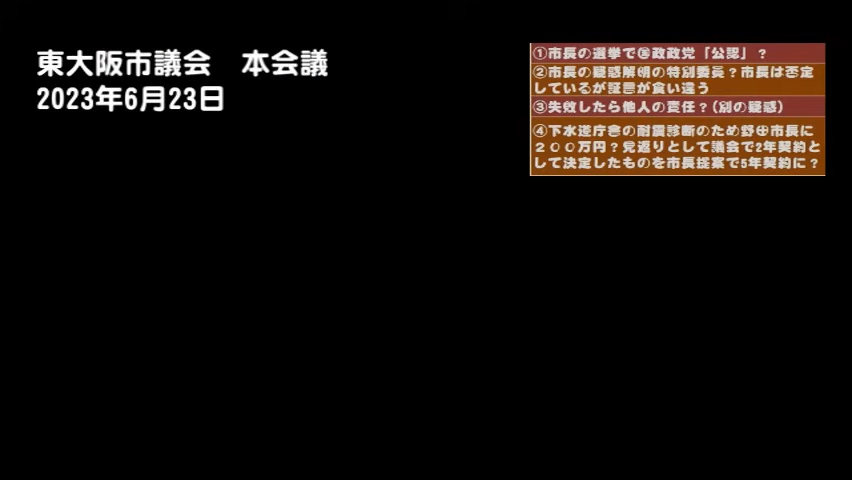 東大阪市議会　本会議
2023年6月23日
①市長の選挙で国政政党「公認」？
②市長の疑惑解明の特別委員？市長は否定
しているが証言が食い違う
③失敗したら他人の責任？(別の疑惑)
④下水道庁舎の耐震診断のため野田市長に
２００万円？見返りとして議会で2年契約と
して決定したものを市長提案で5年契約に？